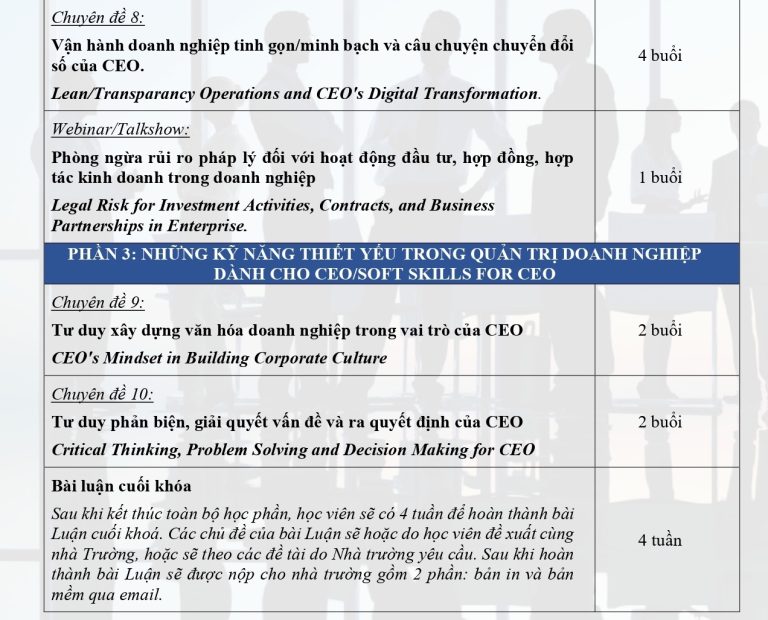 Chuyên đề 8:
Vận hành doanh nghiệp tinh gọn/minh bạch và câu chuyện chuyển đổi
số của CEO.
Lean/Transparancy Operations and CEO's Digital Transformation.
4 buổi
Webinar/Talkshow:
Phòng ngừa rủi ro pháp lý đối với hoạt động đầu tư, hợp đồng, hợp
tác kinh doanh trong doanh nghiệp
Legal Risk for Investment Activities, Contracts, and Business
Partnerships in Enterprise.
1 buổi
PHẦN 3: NHỮNG KỸ NĂNG THIẾT YẾU TRONG QUẢN TRỊ DOANH NGHIỆP
DÀNH CHO CEO/SOFT SKILLS FOR CEO
Chuyên đề 9:
Tư duy xây dựng văn hóa doanh nghiệp trong vai trò của CEO
CEO's Mindset in Building Corporate Culture
2 buổi
Chuyên đề 10:
Tư duy phản biện, giải quyết vấn đề và ra quyết định của CEO
Critical Thinking, Problem Solving and Decision Making for CEO
2 buổi
Bài luận cuối khóa
Sau khi kết thúc toàn bộ học phần, học viên sẽ có 4 tuần để hoàn thành bài
Luận cuối khoá. Các chủ đề của bài Luận sẽ hoặc do học viên đề xuất cùng
nhà Trường, hoặc sẽ theo các đề tài do Nhà trường yêu cầu. Sau khi hoàn
thành bài Luận sẽ được nộp cho nhà trường gồm 2 phần: bản in và bản
mềm qua email.
4 tuần